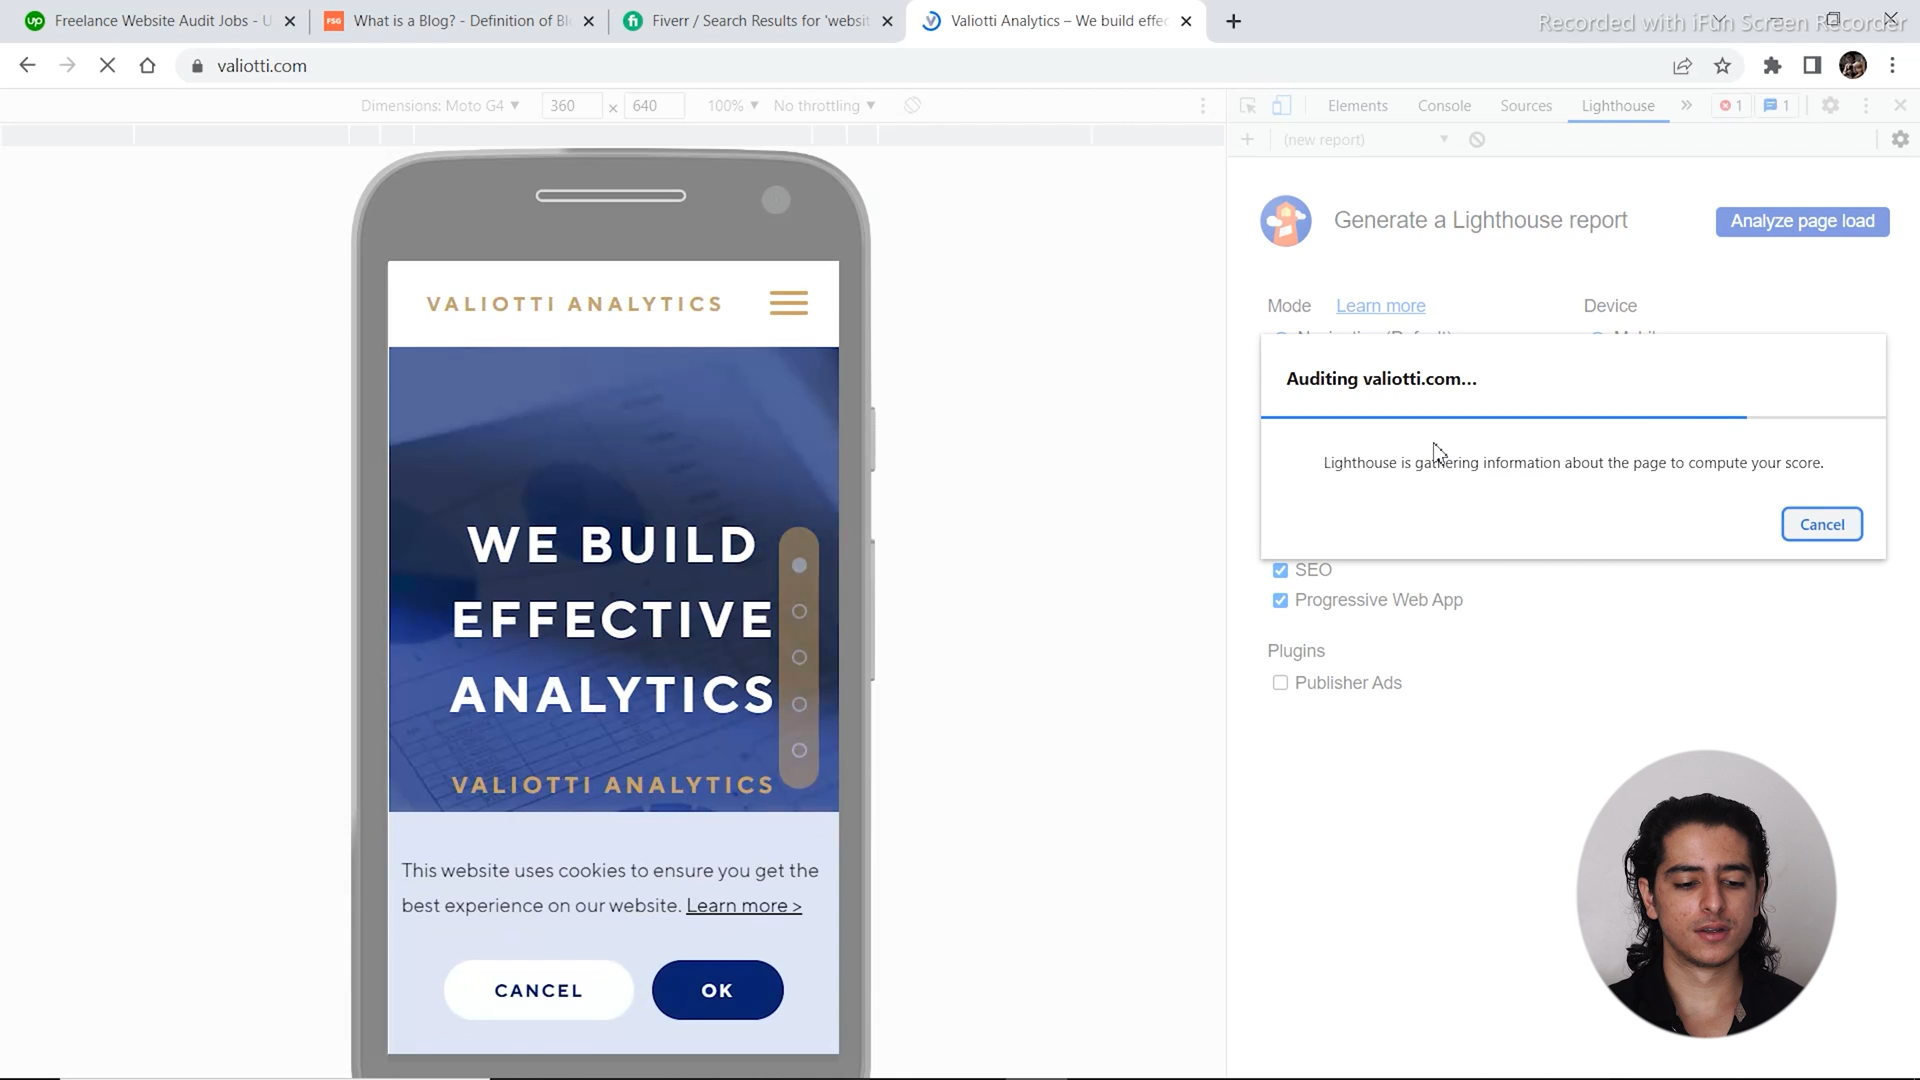 Freelance Website Audit Jobs - U
What is a Blog? - Definition of Bl
Fiverr / Search Results for 'websit
Valiotti Analytics – We build effec
Recorded with iFun Screen Recorder
valiotti.com
Dimensions: Moto G4
360 x 640
100%
No throttling
Elements
Console
Sources
Lighthouse
1
1
(new report)
Generate a Lighthouse report
Analyze page load
Mode Learn more
Device
Auditing valiotti.com...
Lighthouse is gathering information about the page to compute your score.
Cancel
SEO
Progressive Web App
Plugins
Publisher Ads
VALIOTTI ANALYTICS
WE BUILD
EFFECTIVE
ANALYTICS
VALIOTTI ANALYTICS
This website uses cookies to ensure you get the
best experience on our website. Learn more >
CANCEL
OK